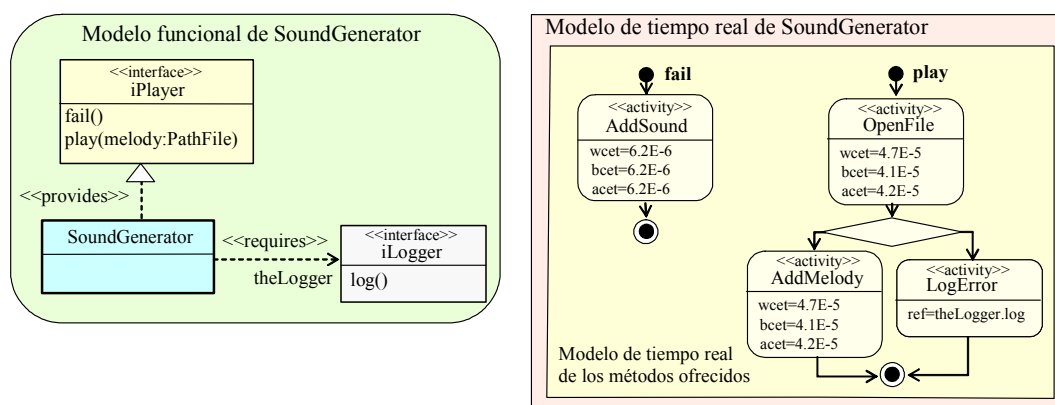 Modelo funcional de SoundGenerator
<<interface>>
iPlayer
fail()
play(melody:PathFile)
<<provides>>
SoundGenerator
<<requires>>
theLogger
<<interface>>
iLogger
log()
Modelo de tiempo real de SoundGenerator
fail
<<activity>>
AddSound
wcet=6.2E-6
bcet=6.2E-6
acet=6.2E-6
play
<<activity>>
OpenFile
wcet=4.7E-5
bcet=4.1E-5
acet=4.2E-5
<<activity>>
AddMelody
wcet=4.7E-5
bcet=4.1E-5
acet=4.2E-5
<<activity>>
LogError
ref=theLogger.log
Modelo de tiempo real
de los métodos ofrecidos